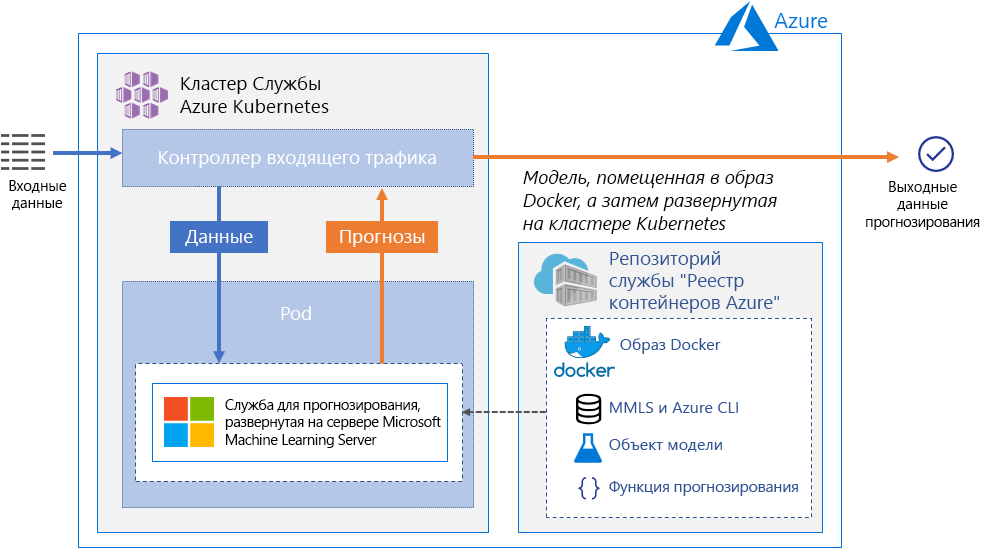 Azure
Кластер Службы
Azure Kubernetes
Контроллер входящего трафика
Входные
данные
Выходные
данные
прогнозирования
Модель, помещенная в образ
Docker, а затем развернутая
на кластере Kubernetes
Данные
Прогнозы
Pod
Служба для прогнозирования,
развернутая на сервере Microsoft
Machine Learning Server
Репозиторий
службы "Реестр
контейнеров Azure"
docker
Образ Docker
MMLS и Azure CLI
Объект модели
{ }
Функция прогнозирования